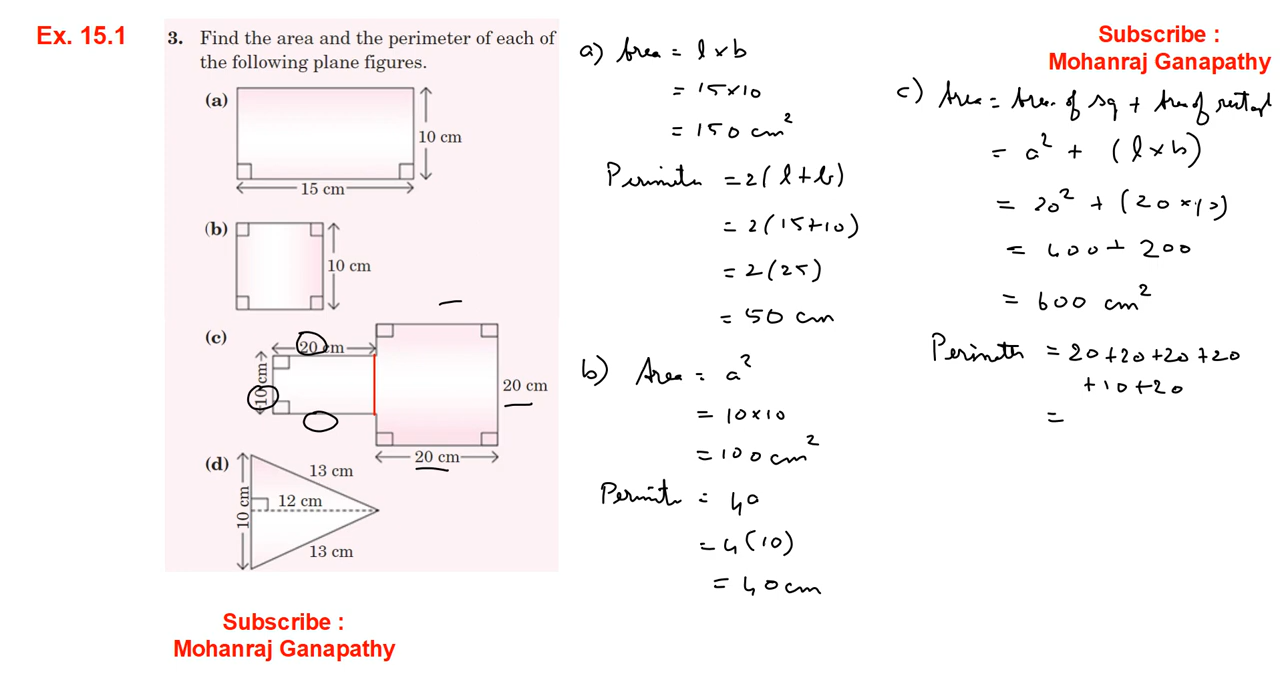 Ex. 15.1
3. Find the area and the perimeter of each of
the following plane figures.
(a)
10 cm
15 cm
(b)
10 cm
(c)
20 cm
10 cm
20 cm
20 cm
(d)
13 cm
10 cm
12 cm
13 cm
Subscribe :
Mohanraj Ganapathy
a) Area = l × b
= 15 × 10
= 150 cm²
Perimeter = 2(l + b)
= 2(15 + 10)
= 2(25)
= 50 cm
b) Area = a²
= 10 × 10
= 100 cm²
= 4a
= 4(10)
= 40 cm
Subscribe :
Mohanraj Ganapathy
c) Area = Area of sq + Area of
= a² + (l × b)
= 20² + (20 × 10)
= 400 + 200
= 600 cm²
Perimeter = 20 + 20 + 20 + 20
+ 10 + 20
=